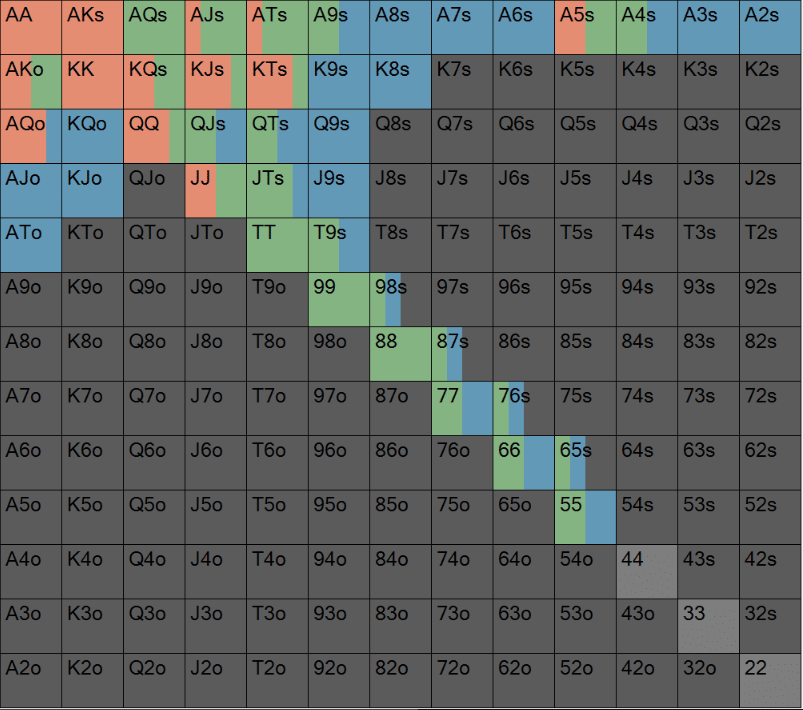 AA AKs AQs AJs ATs A9s A8s A7s A6s A5s A4s A3s A2s
AKo KK KQs KJs KTs K9s K8s K7s K6s K5s K4s K3s K2s
AQo KQo QQ QJs QTs Q9s Q8s Q7s Q6s Q5s Q4s Q3s Q2s
AJo KJo QJo JJ JTs J9s J8s J7s J6s J5s J4s J3s J2s
ATo KTo QTo JTo TT T9s T8s T7s T6s T5s T4s T3s T2s
A9o K9o Q9o J9o T9o 99 98s 97s 96s 95s 94s 93s 92s
A8o K8o Q8o J8o T8o 98o 88 87s 86s 85s 84s 83s 82s
A7o K7o Q7o J7o T7o 97o 87o 77 76s 75s 74s 73s 72s
A6o K6o Q6o J6o T6o 96o 86o 76o 66 65s 64s 63s 62s
A5o K5o Q5o J5o T5o 95o 85o 75o 65o 55 54s 53s 52s
A4o K4o Q4o J4o T4o 94o 84o 74o 64o 54o 44 43s 42s
A3o K3o Q3o J3o T3o 93o 83o 73o 63o 53o 43o 33 32s
A2o K2o Q2o J2o T2o 92o 82o 72o 62o 52o 42o 32o 22